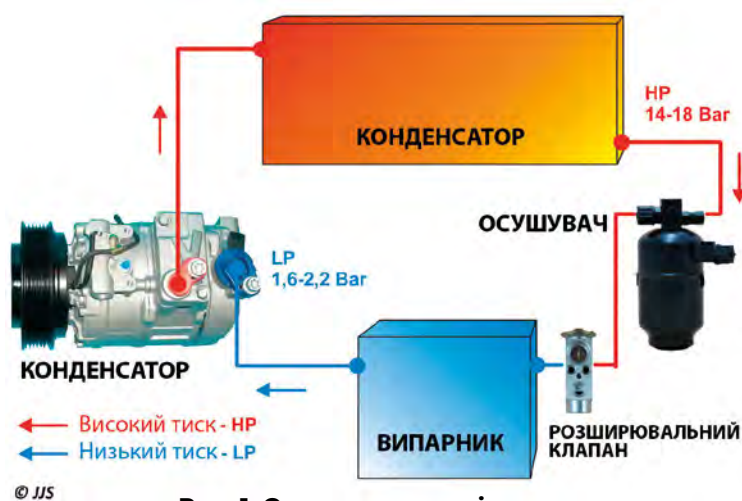 КОНДЕНСАТОР
HP
14-18 Bar
ОСУШУВАЧ
LP
1,6-2,2 Bar
КОНДЕНСАТОР
Високий тиск - HP
Низький тиск - LP
ВИПАРНИК
РОЗШИРЮВАЛЬНИЙ
КЛАПАН
© JJS